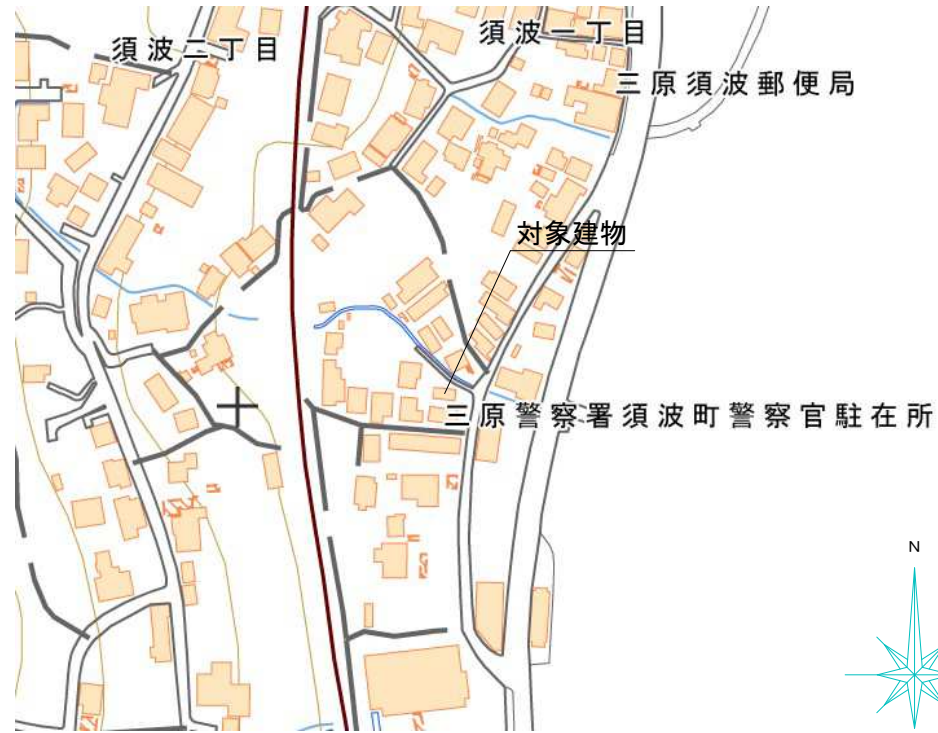 須波二丁目
須波一丁目
三原須波郵便局
対象建物
三原警察署須波町警察官駐在所
N